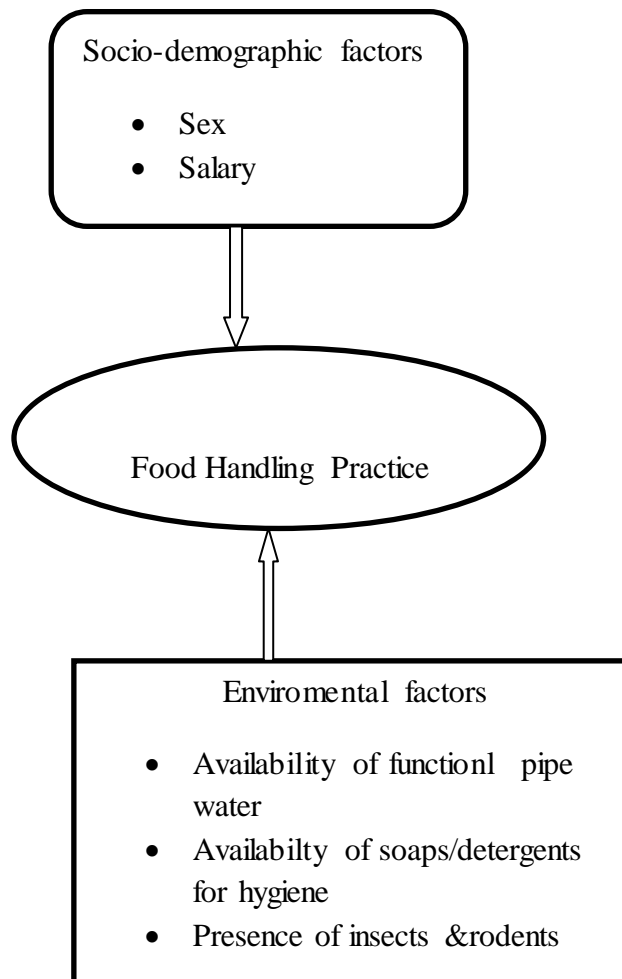 Socio-demographic factors
• Sex
• Salary
Food Handling Practice
Enviromental factors
• Availability of functionl pipe
water
• Availabilty of soaps/detergents
for hygiene
• Presence of insects &rodents